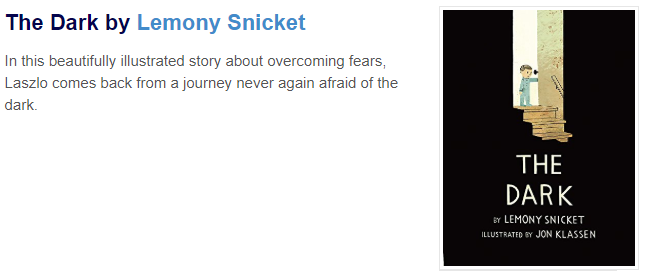 The Dark by Lemony Snicket
In this beautifully illustrated story about overcoming fears,
Laszlo comes back from a journey never again afraid of the
dark.
THE
DARK
BY LEMONY SNICKET
ILLUSTRATED BY JON KLASSEN